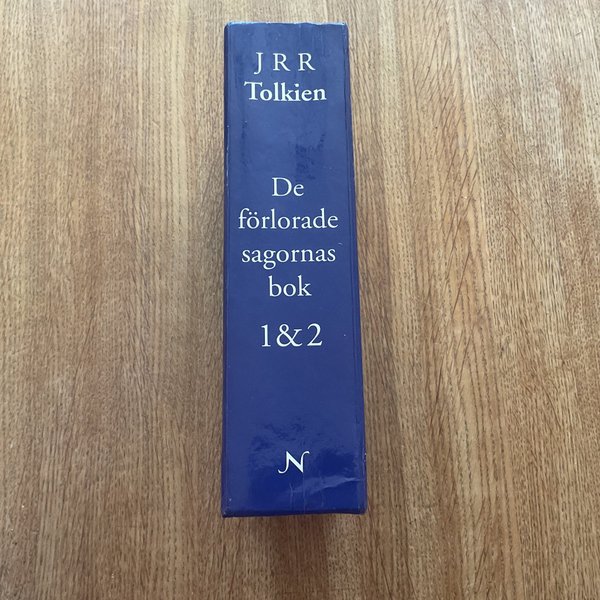 J R R
Tolkien
De
förlorade
sagornas
bok
1 & 2
N